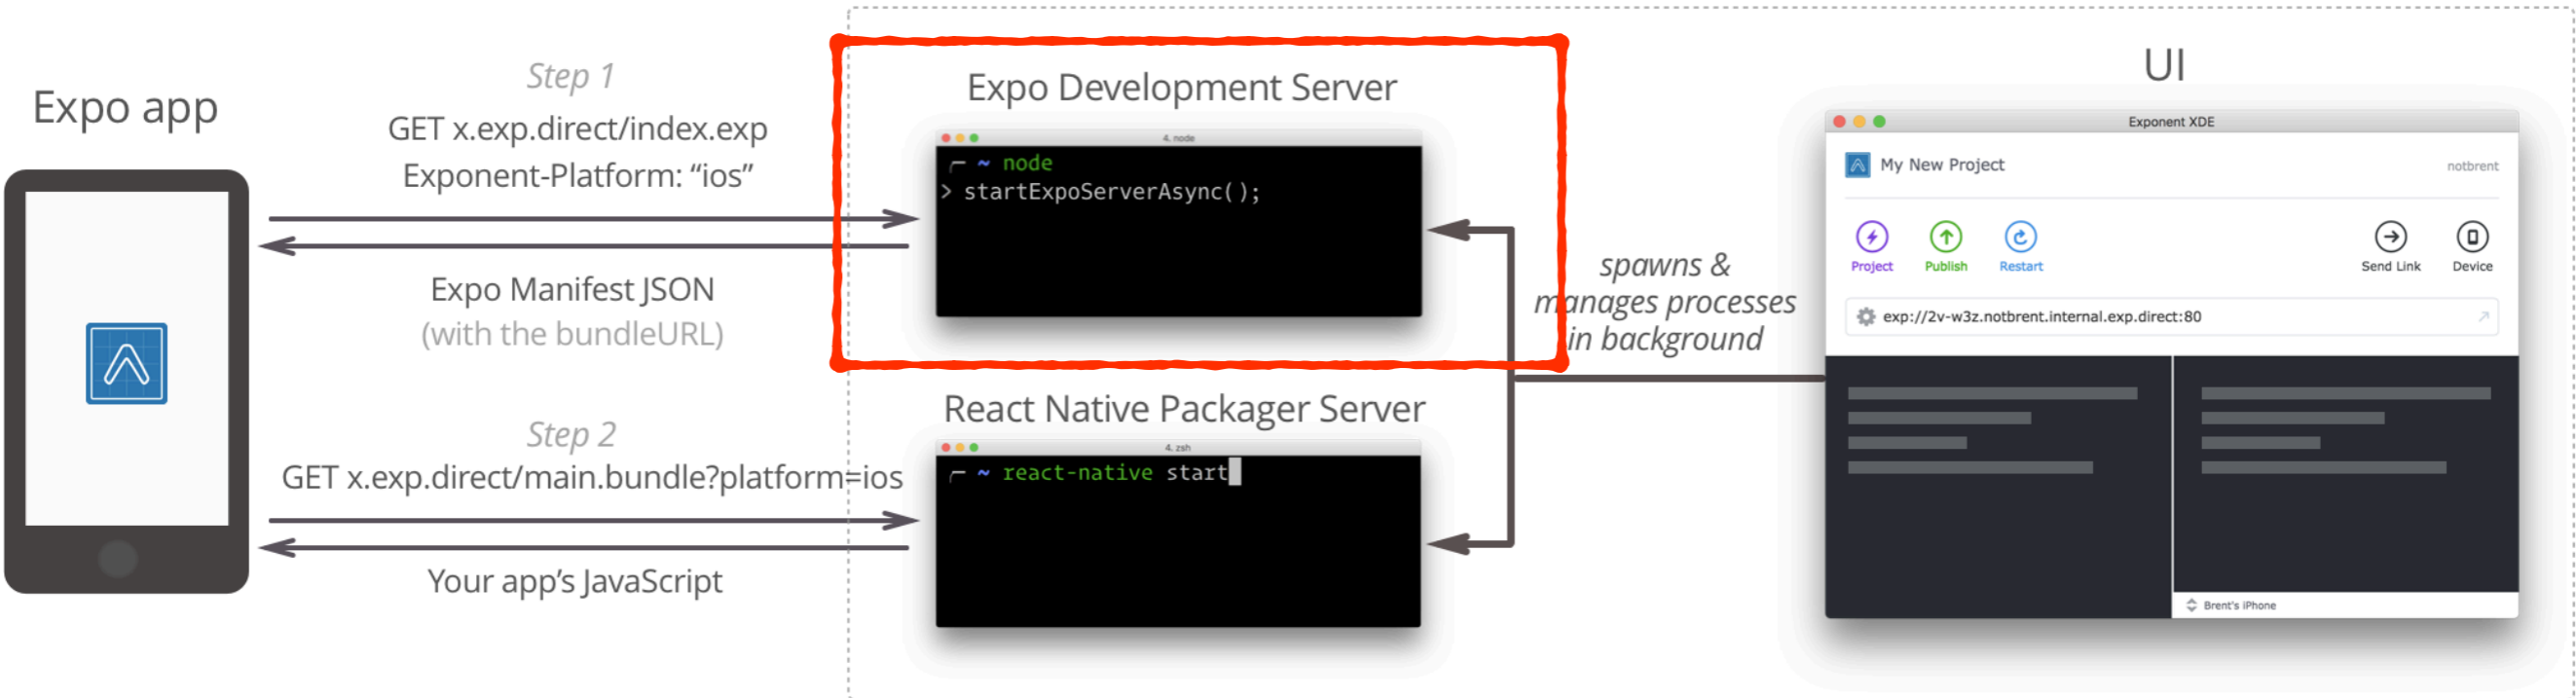 Expo app
Step 1
GET x.exp.direct/index.exp
Exponent-Platform: “ios”
Expo Manifest JSON
(with the bundleURL)
Step 2
GET x.exp.direct/main.bundle?platform=ios
Your app’s JavaScript
Expo Development Server
4. node
~ node
> startExpoServerAsync();
React Native Packager Server
4. zsh
~ react-native start
spawns &
manages processes
in background
UI
Exponent XDE
My New Project
notbrent
Project
Publish
Restart
Send Link
Device
exp://2v-w3z.notbrent.internal.exp.direct:80
Brent's iPhone